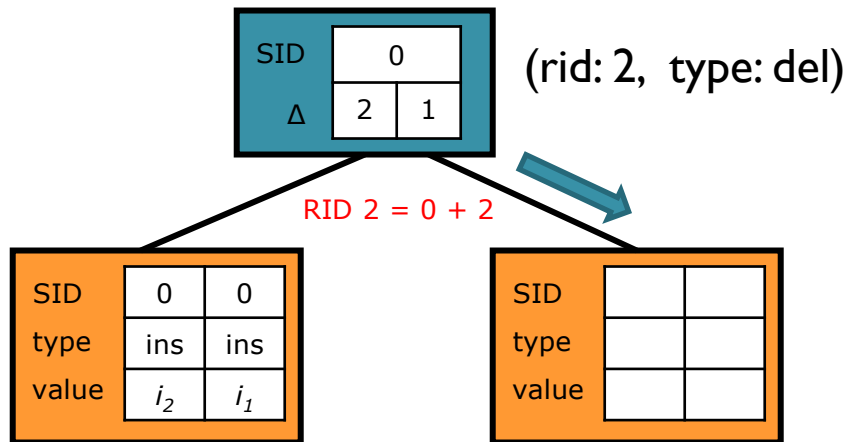 SID 0
(rid: 2, type: del)
Δ 2 1
RID 2 = 0 + 2
SID 0 0
type ins ins
value i2 i1
SID
type
value